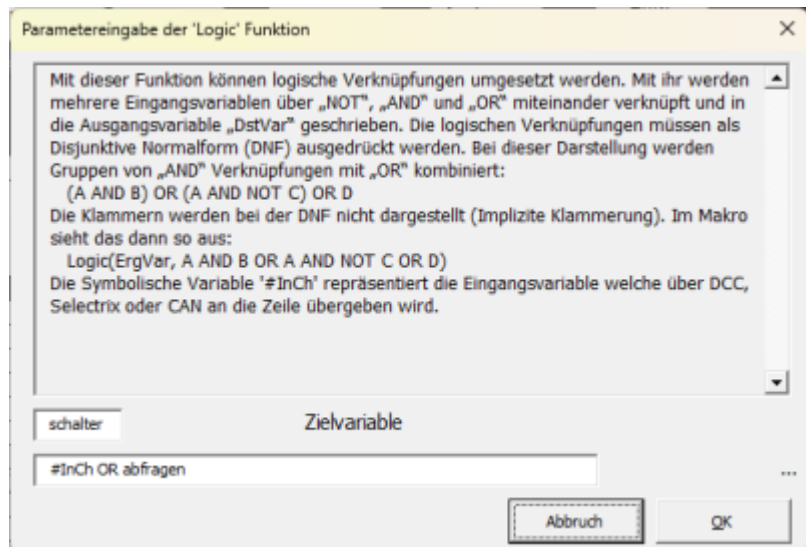 Parametereingabe der 'Logic' Funktion
Mit dieser Funktion können logische Verknüpfungen umgesetzt werden. Mit ihr werden
mehrere Eingangsvariablen über „NOT“, „AND“ und „OR“ miteinander verknüpft und in
die Ausgangsvariable „DstVar“ geschrieben. Die logischen Verknüpfungen müssen als
Disjunktive Normalform (DNF) ausgedrückt werden. Bei dieser Darstellung werden
Gruppen von „AND“ Verknüpfungen mit „OR“ kombiniert:
(A AND B) OR (A AND NOT C) OR D
Die Klammern werden bei der DNF nicht dargestellt (Implizite Klammerung). Im Makro
sieht das dann so aus:
Logic(ErgVar, A AND B OR A AND NOT C OR D)
Die Symbolische Variable '#InCh' repräsentiert die Eingangsvariable welche über DCC,
Selectrix oder CAN an die Zeile übergeben wird.
schalter Zielvariable
#InCh OR abfragen ...
Abbruch OK